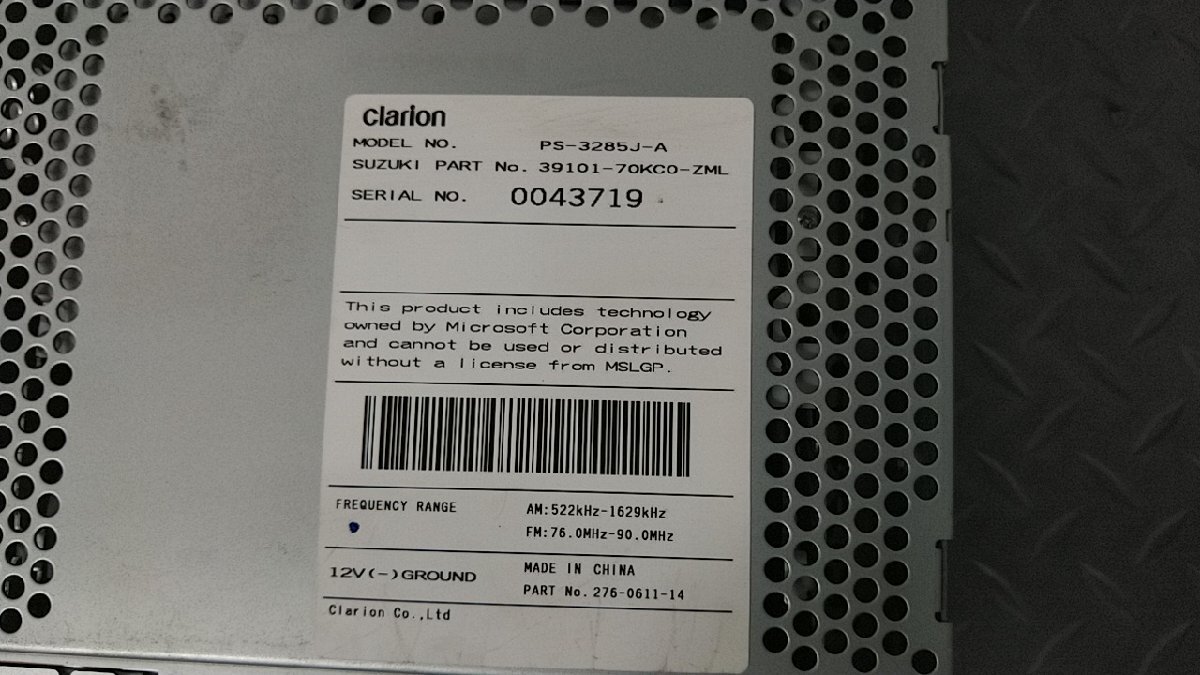 clarion
MODEL NO. PS-3285J-A
SUZUKI PART No. 39101-70KC0-ZML
SERIAL NO. 0043719
This product includes technology
owned by Microsoft Corporation
and cannot be used or distributed
without a license from MSLGP.
FREQUENCY RANGE AM:522kHz-1629kHz
FM:76.0MHz-90.0MHz
12V(-)GROUND MADE IN CHINA
PART No. 276-0611-14
Clarion Co.,Ltd